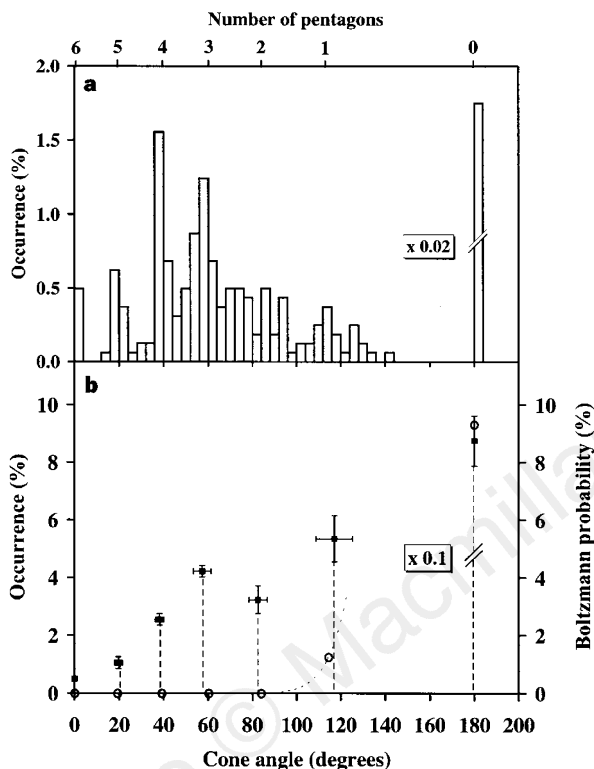 Number of pentagons
6 5 4 3 2 1 0
a
Occurrence (%)
2.0
1.5
1.0
0.5
0.0
x 0.02
b
Occurrence (%)
10
8
6
4
2
0
x 0.1
10
8
6
4
2
0
Boltzmann probability (%)
0 20 40 60 80 100 120 140 160 180 200
Cone angle (degrees)
© Macmilla